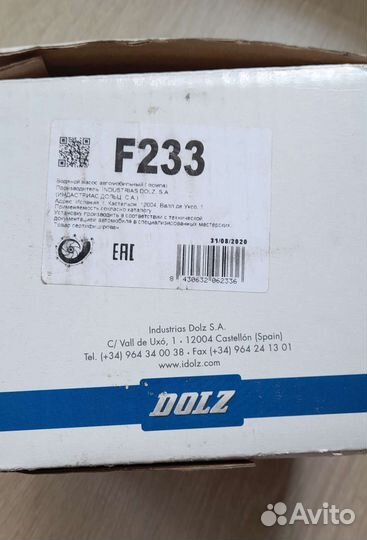 F233
Водяной насос автомобильный ( помпа)
Производитель: INDUSTRIAS DOLZ, S.A.
(ИНДАСТРИАС ДОЛЬЦ, С.А.)
Адрес: Испания, г. Кастельон, 12004, Валл де Уксо, 1
Применяемость согласно каталогу
Установку производить в соответствии с технической
документацией автомобиля в специализированных мастерских.
Товар сертифицирован
EAC
31/08/2020
8 430632 062336
Industrias Dolz S.A.
C/ Vall de Uxó, 1 · 12004 Castellón (Spain)
Tel. (+34) 964 34 00 38 · Fax (+34) 964 24 13 01
www.idolz.com
DOLZ
Avito